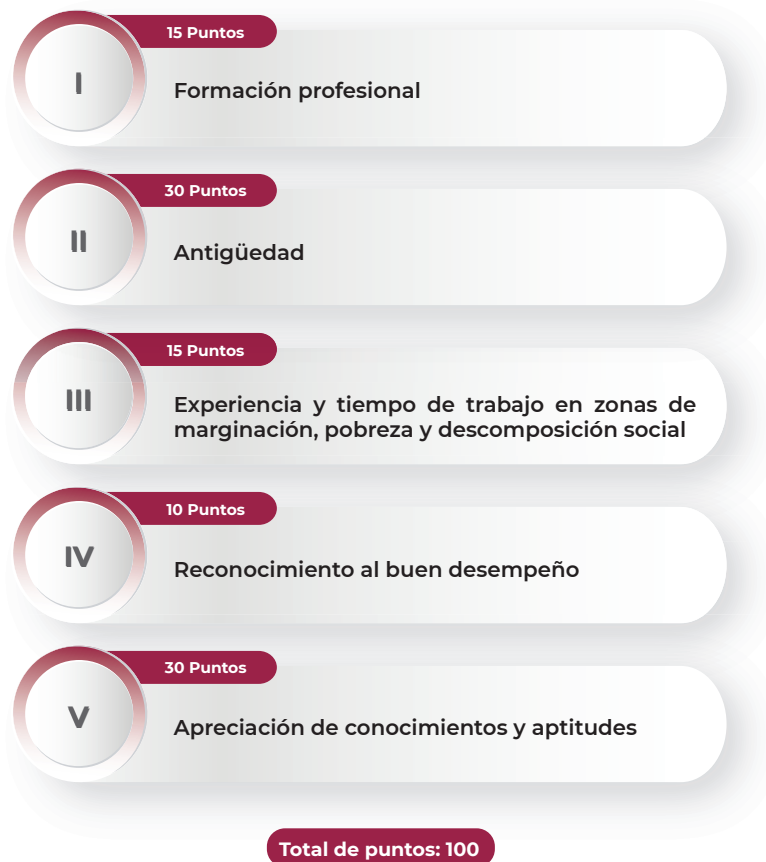 15 Puntos
I
Formación profesional
30 Puntos
II
Antigüedad
15 Puntos
III
Experiencia y tiempo de trabajo en zonas de
marginación, pobreza y descomposición social
10 Puntos
IV
Reconocimiento al buen desempeño
30 Puntos
V
Apreciación de conocimientos y aptitudes
Total de puntos: 100